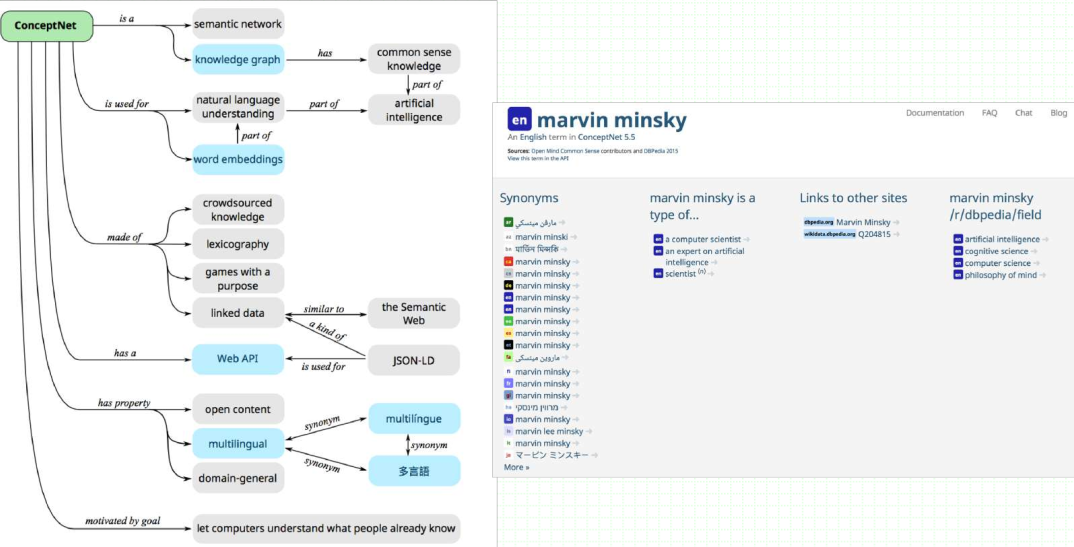 ConceptNet
is a
semantic network
knowledge graph
has
common sense
knowledge
part of
is used for
natural language
understanding
part of
artificial
intelligence
part of
word embeddings
crowdsourced
knowledge
made of
lexicography
games with a
purpose
linked data
similar to
the Semantic
Web
a kind of
has a
Web API
is used for
JSON-LD
has property
open content
multilingual
synonym
multilíngue
synonym
synonym
多言語
domain-general
motivated by goal
let computers understand what people already know
en marvin minsky
Documentation FAQ Chat Blog
An English term in ConceptNet 5.5
Sources: Open Mind Common Sense contributors and DBPedia 2015
View this term in the API
Synonyms
ar مارفن مينسكي →
marvin minski →
bn মার্ভিন মিনস্কি →
ca marvin minsky →
cs marvin minsky →
de marvin minsky →
en marvin minsky →
en marvin minsky →
eo marvin minsky →
es marvin minsky →
et marvin minsky →
fa ماروین مینسکی →
fi marvin minsky →
fr marvin minsky →
gl marvin minsky →
he מרווין מינסקי →
io marvin minsky →
is marvin lee minsky →
it marvin minsky →
ja マービン ミンスキー →
More »
marvin minsky is a
type of...
en a computer scientist →
en an expert on artificial
intelligence →
en scientist (n) →
Links to other sites
dbpedia.org Marvin Minsky →
wikidata.dbpedia.org Q204815 →
marvin minsky
/r/dbpedia/field
en artificial intelligence →
en cognitive science →
en computer science →
en philosophy of mind →